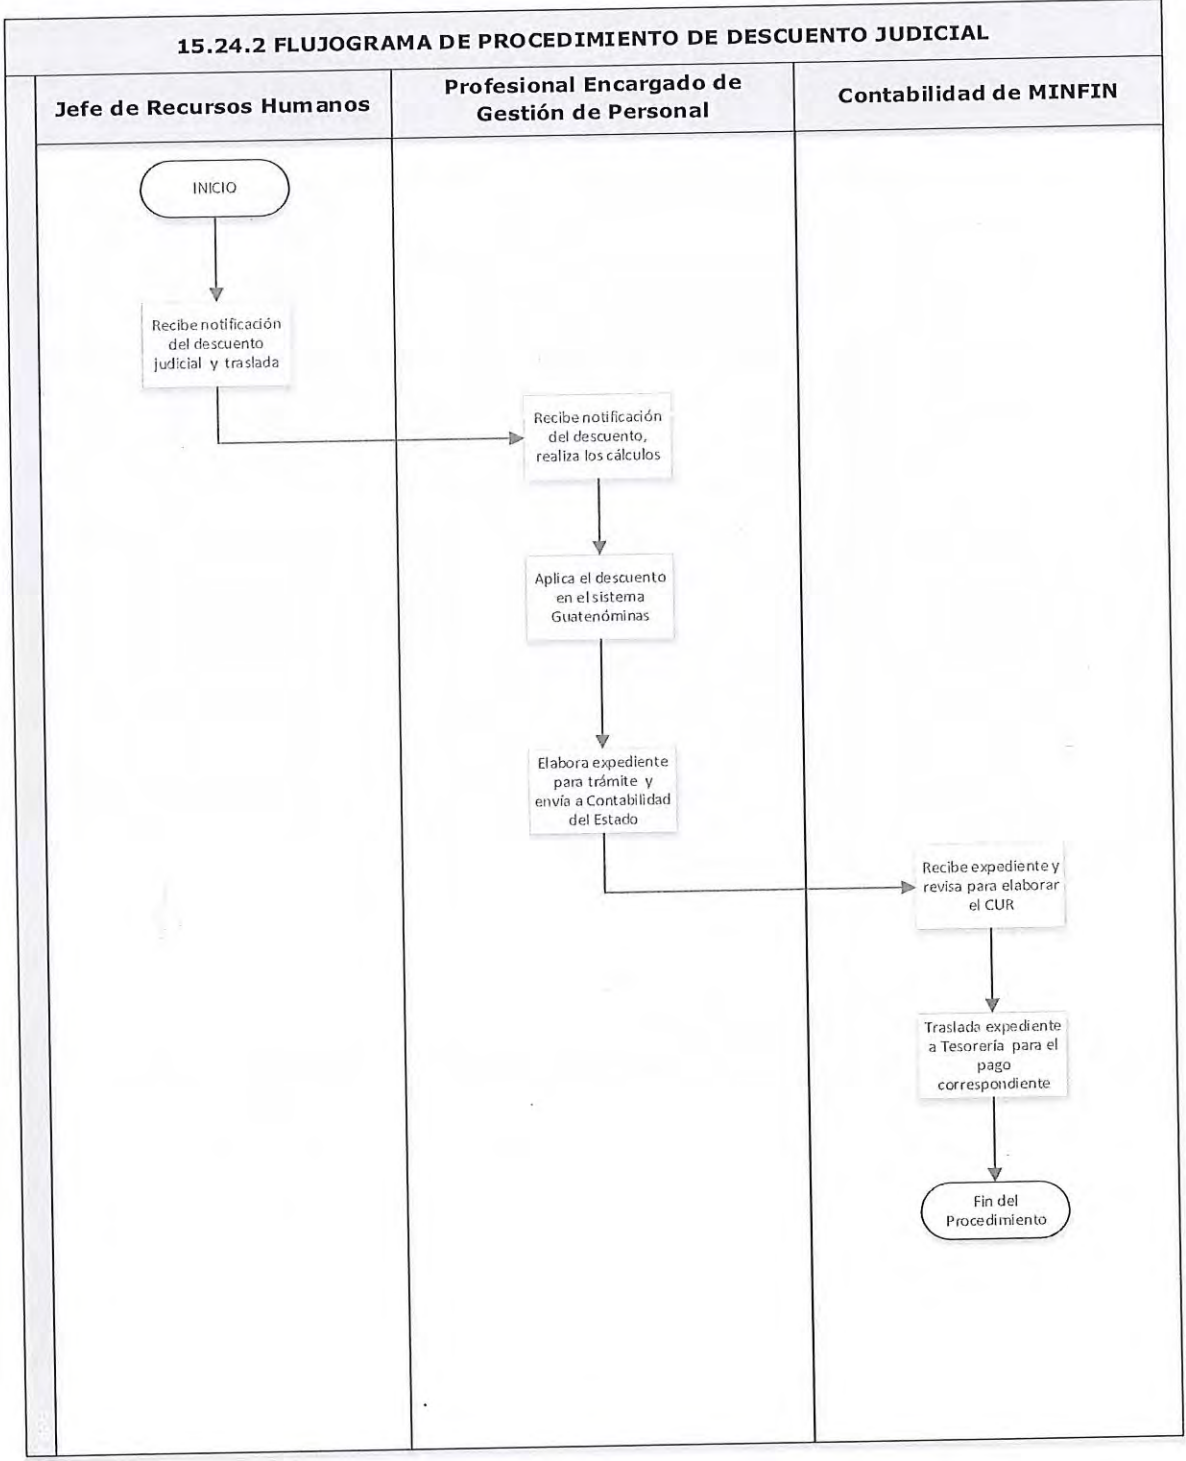 15.24.2 FLUJOGRAMA DE PROCEDIMIENTO DE DESCUENTO JUDICIAL
Jefe de Recursos Humanos
Profesional Encargado de
Gestión de Personal
Contabilidad de MINFIN
INICIO
Recibe notificación
del descuento
judicial y traslada
Recibe notificación
del descuento,
realiza los cálculos
Aplica el descuento
en el sistema
Guatenóminas
Elabora expediente
para trámite y
envía a Contabilidad
del Estado
Recibe expediente y
revisa para elaborar
el CUR
Traslada expediente
a Tesorería para el
pago
correspondiente
Fin del
Procedimiento